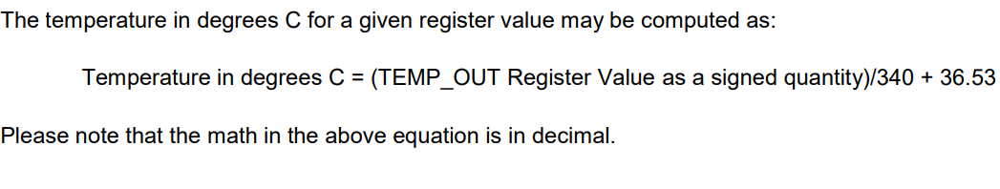 The temperature in degrees C for a given register value may be computed as:
Temperature in degrees C = (TEMP_OUT Register Value as a signed quantity)/340 + 36.53
Please note that the math in the above equation is in decimal.